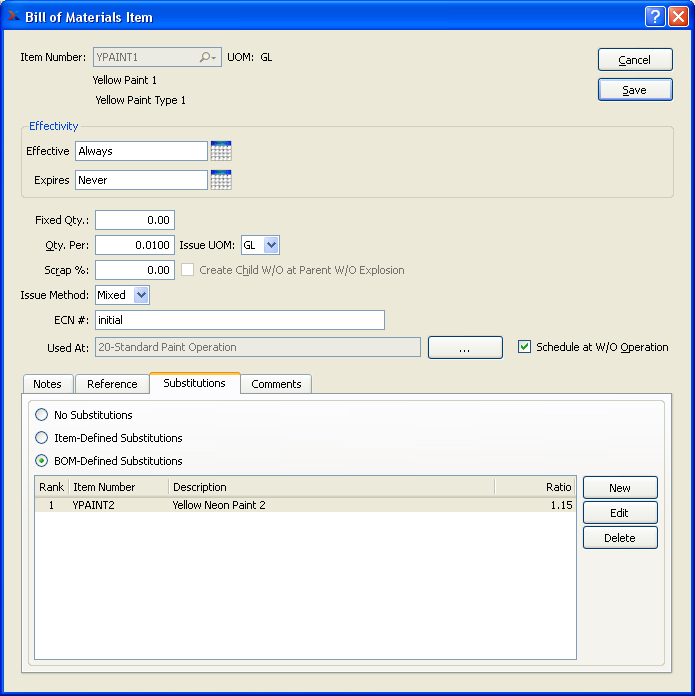 Bill of Materials Item
Item Number: YPAINT1 UOM: GL
Cancel
Yellow Paint 1
Save
Yellow Paint Type 1
Effectivity
Effective Always
Expires Never
Fixed Qty.: 0.00
Qty. Per: 0.0100 Issue UOM: GL
Scrap %: 0.00 Create Child W/O at Parent W/O Explosion
Issue Method: Mixed
ECN #: initial
Used At: 20-Standard Paint Operation ... Schedule at W/O Operation
Notes Reference Substitutions Comments
No Substitutions
Item-Defined Substitutions
BOM-Defined Substitutions
Rank Item Number Description Ratio
New
1 YPAINT2 Yellow Neon Paint 2 1.15
Edit
Delete